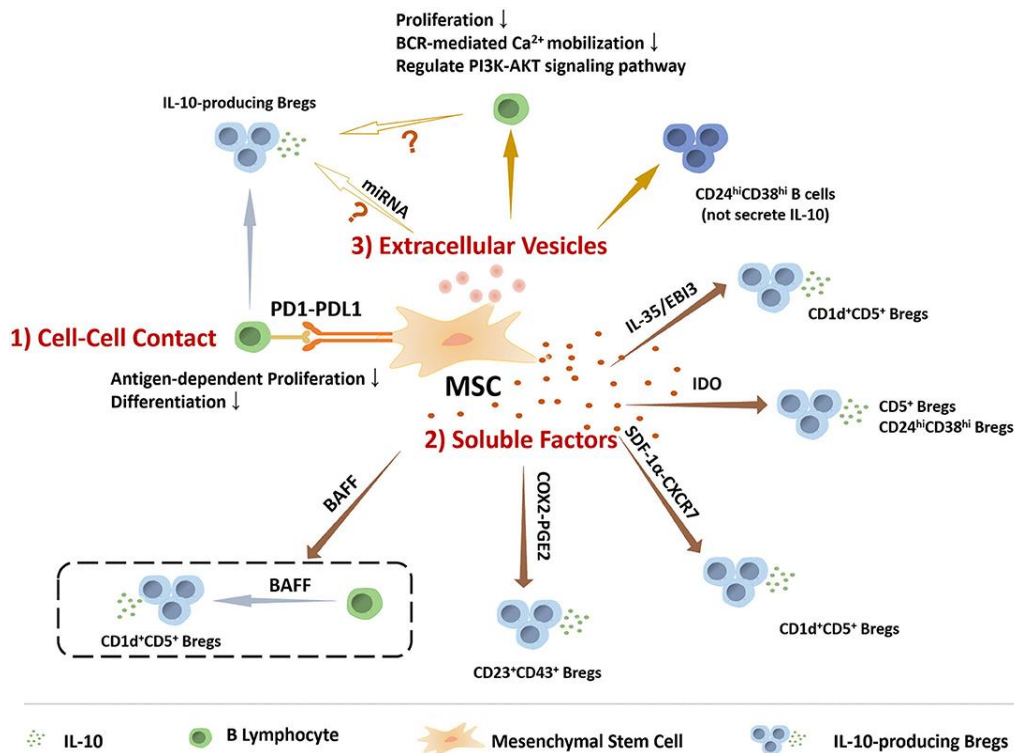 Proliferation ↓
BCR-mediated Ca²⁺ mobilization ↓
Regulate PI3K-AKT signaling pathway
IL-10-producing Bregs
?
miRNA
?
CD24ʰⁱCD38ʰⁱ B cells
(not secrete IL-10)
3) Extracellular Vesicles
PD1-PDL1
1) Cell-Cell Contact
Antigen-dependent Proliferation ↓
Differentiation ↓
MSC
IL-35/EBI3
CD1d⁺CD5⁺ Bregs
IDO
CD5⁺ Bregs
CD24ʰⁱCD38ʰⁱ Bregs
2) Soluble Factors
SDF-1α-CXCR7
CD1d⁺CD5⁺ Bregs
COX2-PGE2
CD23⁺CD43⁺ Bregs
BAFF
BAFF
CD1d⁺CD5⁺ Bregs
IL-10
B Lymphocyte
Mesenchymal Stem Cell
IL-10-producing Bregs